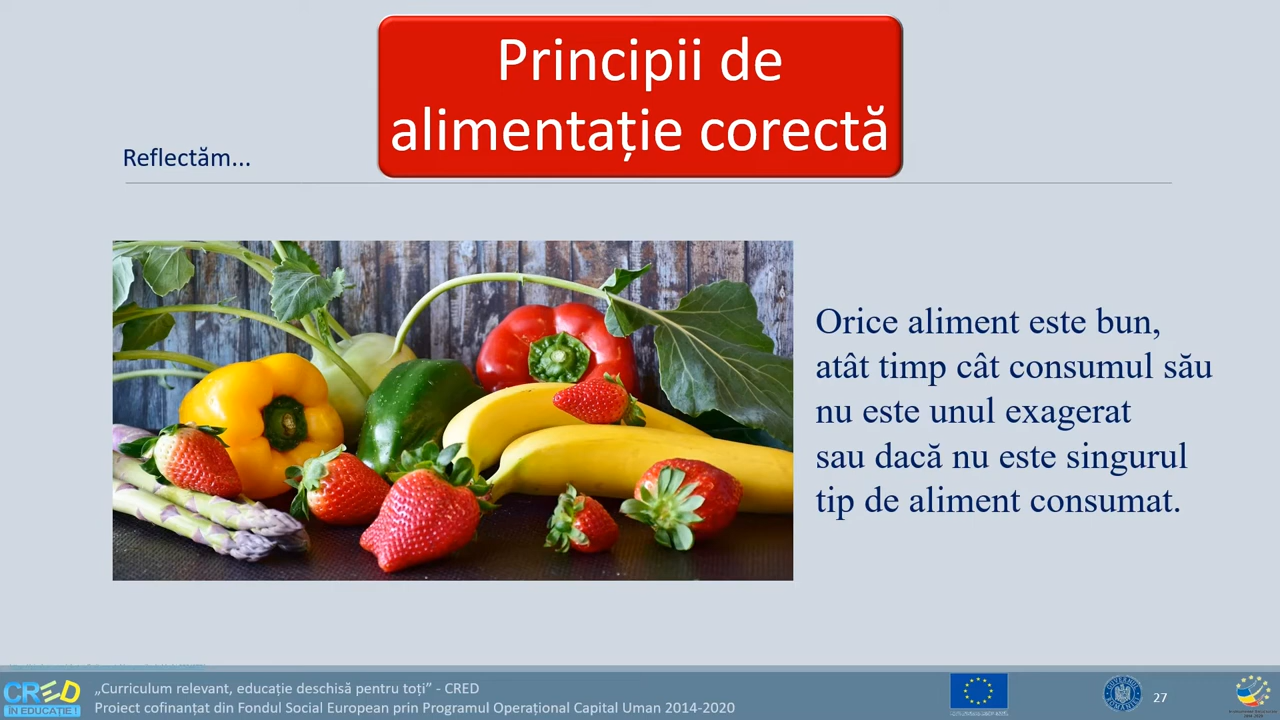 Principii de
alimentație corectă
Reflectăm...
Orice aliment este bun,
atât timp cât consumul său
nu este unul exagerat
sau dacă nu este singurul
tip de aliment consumat.
CRED
ÎN EDUCAȚIE !
„Curriculum relevant, educație deschisă pentru toți” - CRED
Proiect cofinanțat din Fondul Social European prin Programul Operațional Capital Uman 2014-2020
27